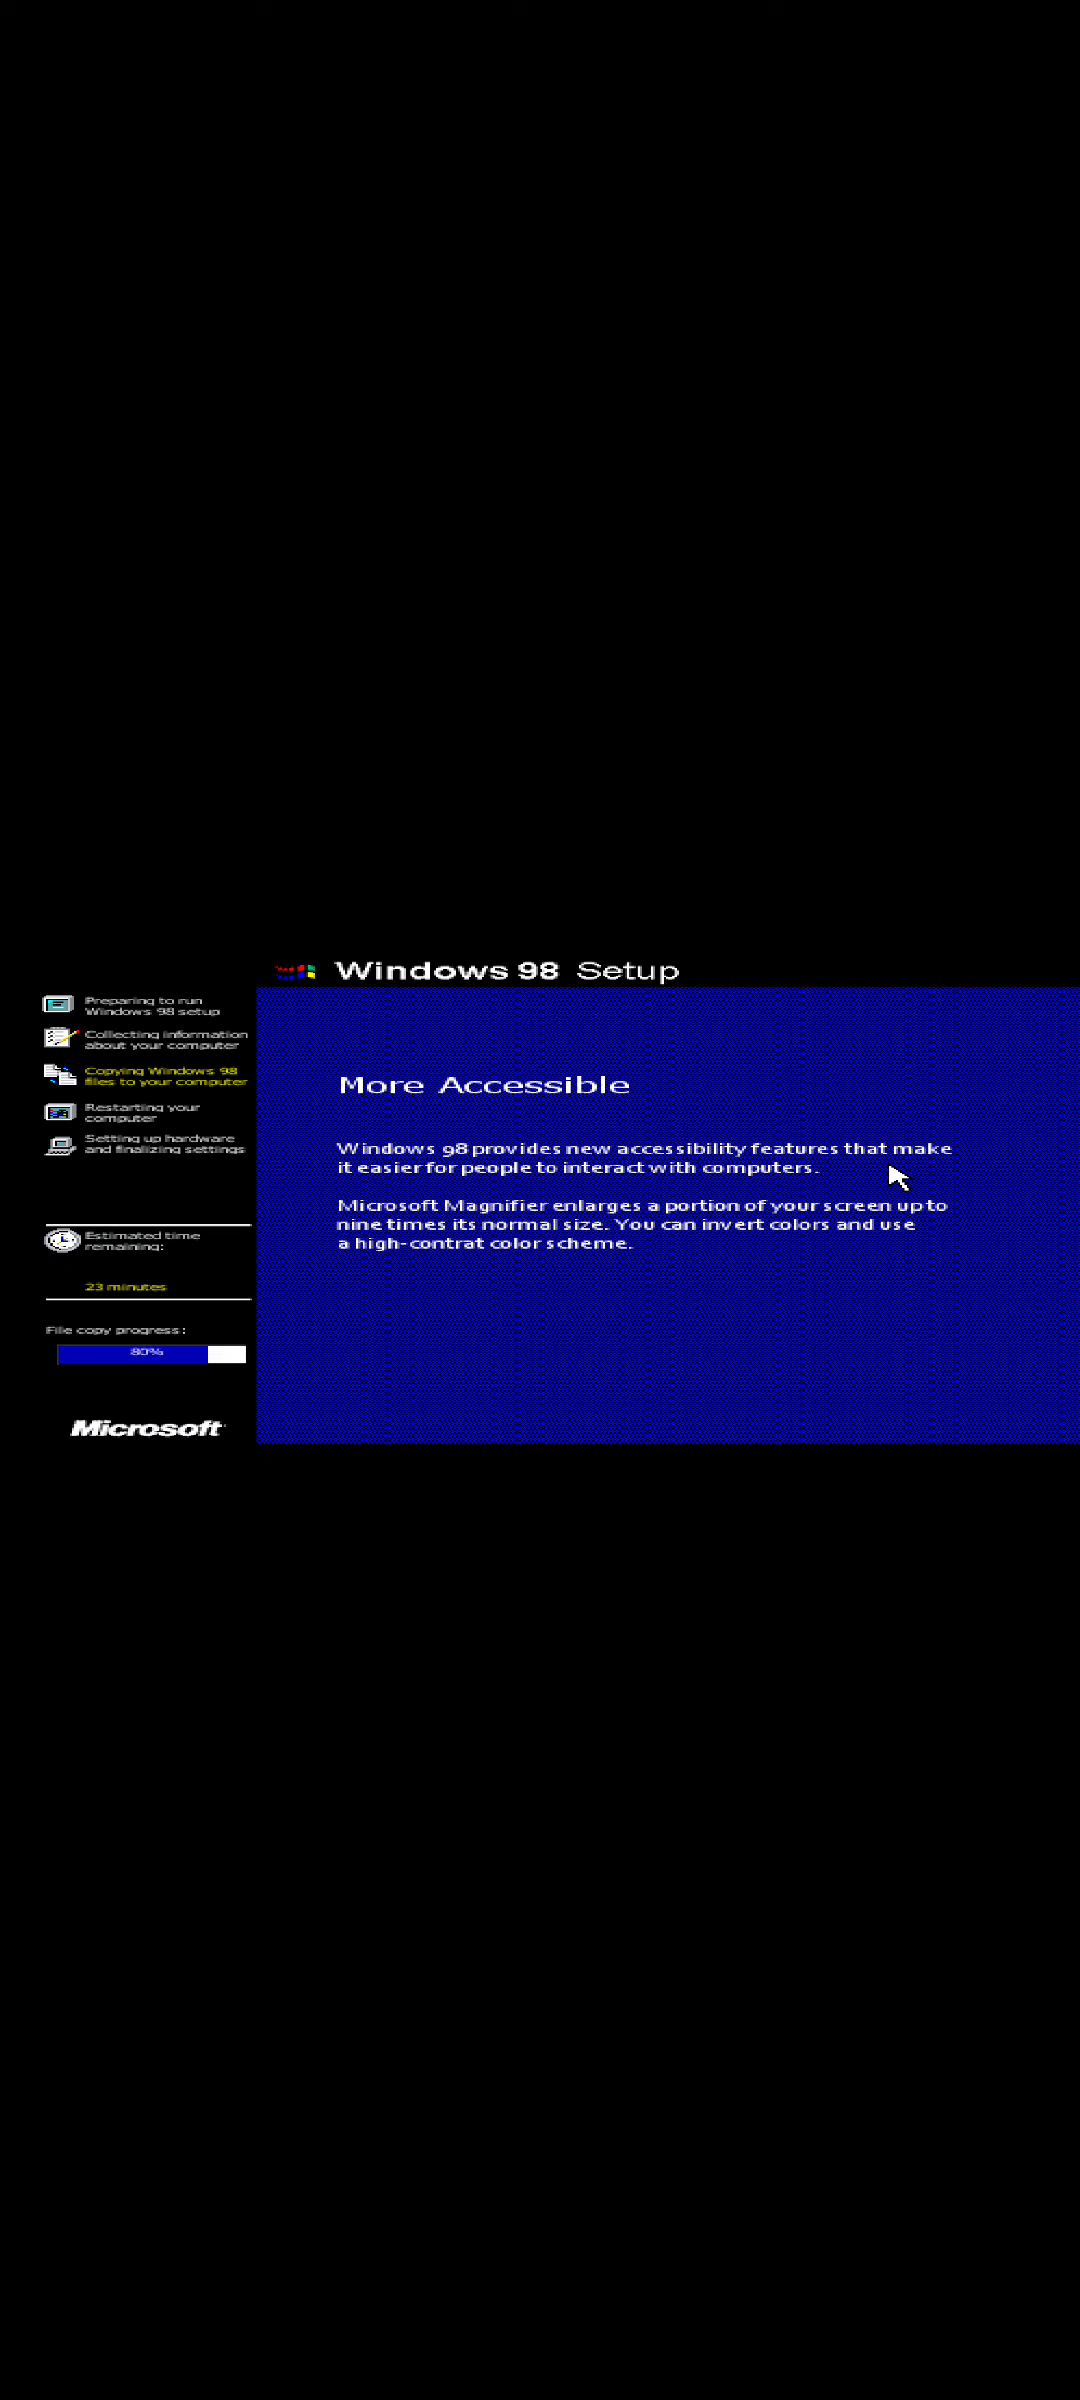 Windows 98 Setup
Preparing to run
Windows 98 setup
Collecting information
about your computer
Copying Windows 98
files to your computer
Restarting your
computer
Setting up hardware
and finalizing settings
Estimated time
remaining:
23 minutes
File copy progress:
80%
Microsoft
More Accessible
Windows 98 provides new accessibility features that make
it easier for people to interact with computers.
Microsoft Magnifier enlarges a portion of your screen up to
nine times its normal size. You can invert colors and use
a high-contrat color scheme.